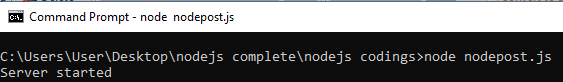 Command Prompt - node nodepost.js
C:\Users\User\Desktop\nodejs complete\nodejs codings>node nodepost.js
Server started